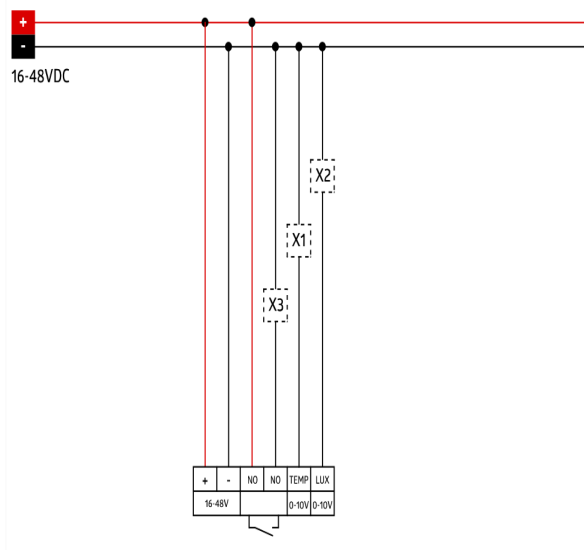 +
-
16-48VDC
X2
X1
X3
+ - NO NO TEMP LUX
16-48V 0-10V 0-10V